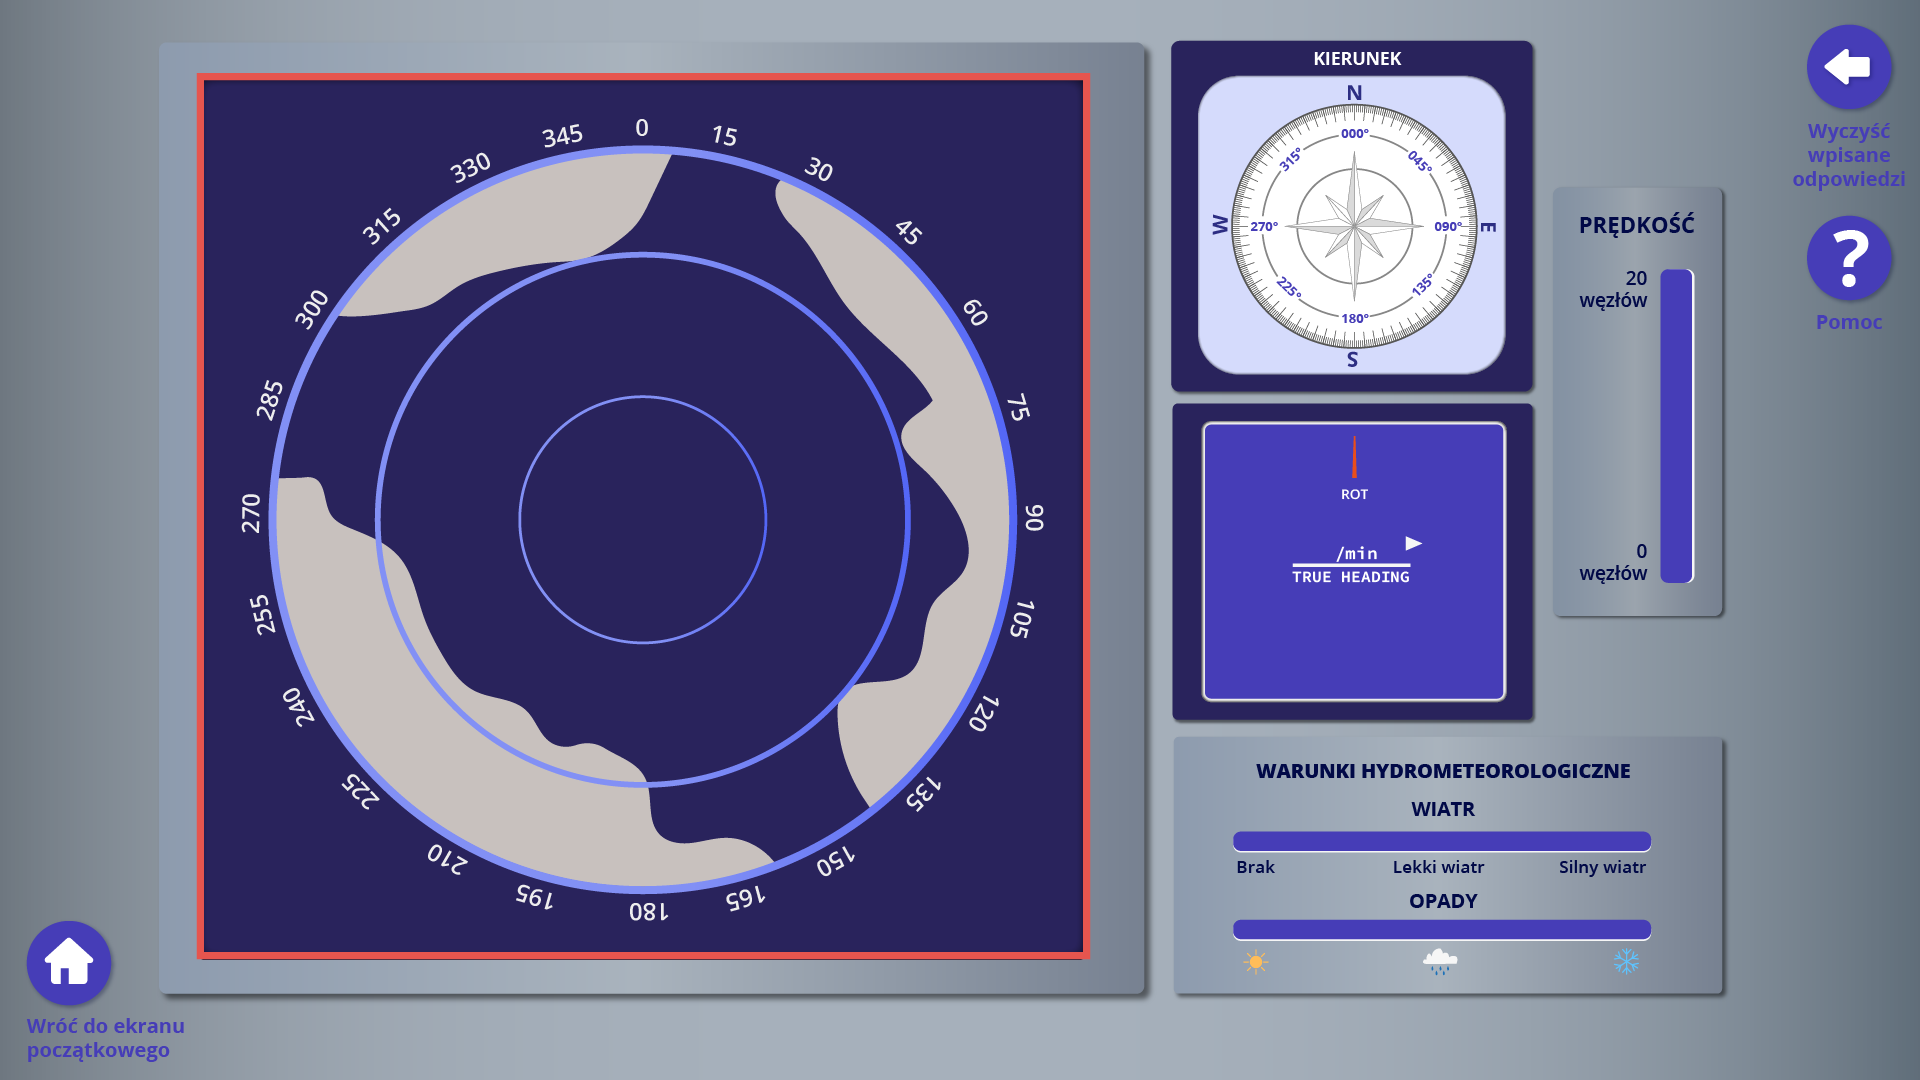 0
15
30
45
60
75
90
105
120
135
150
165
180
195
210
225
240
255
270
285
300
315
330
345
KIERUNEK
N
000°
045°
090°
E
135°
180°
S
225°
270°
W
315°
ROT
/min
TRUE HEADING
PRĘDKOŚĆ
20
węzłów
0
węzłów
WARUNKI HYDROMETEOROLOGICZNE
WIATR
Brak
Lekki wiatr
Silny wiatr
OPADY
Wyczyść
wpisane
odpowiedzi
?
Pomoc
Wróć do ekranu
początkowego